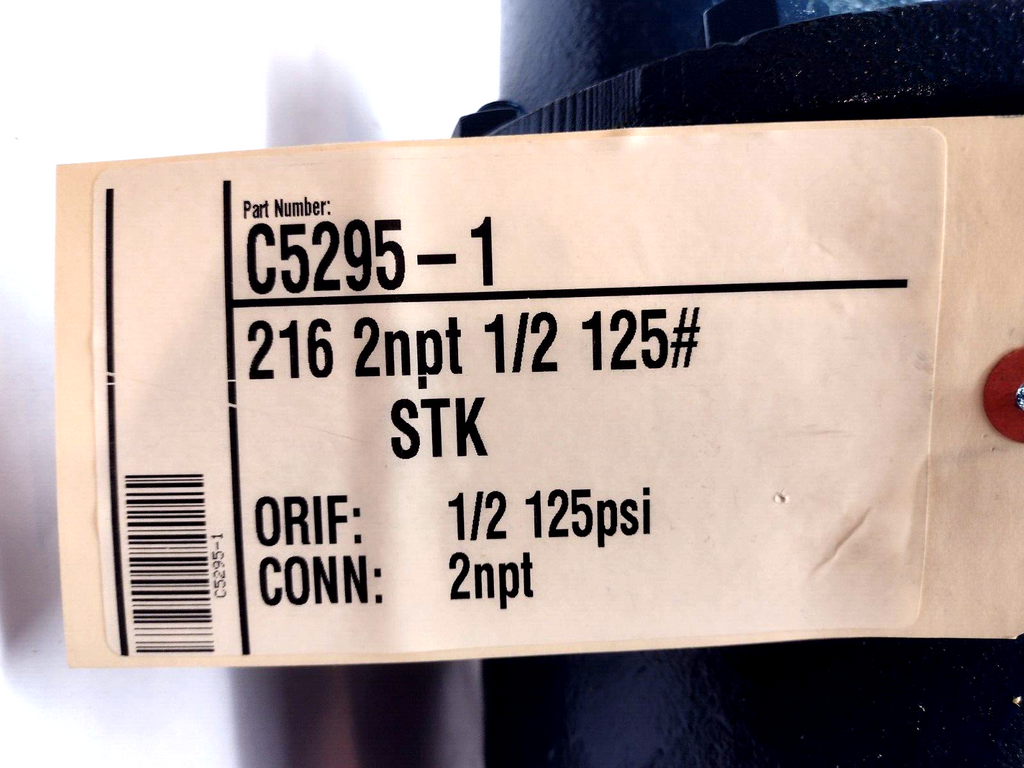 Part Number:
C5295-1
216 2npt 1/2 125#
STK
ORIF: 1/2 125psi
CONN: 2npt
C5295-1